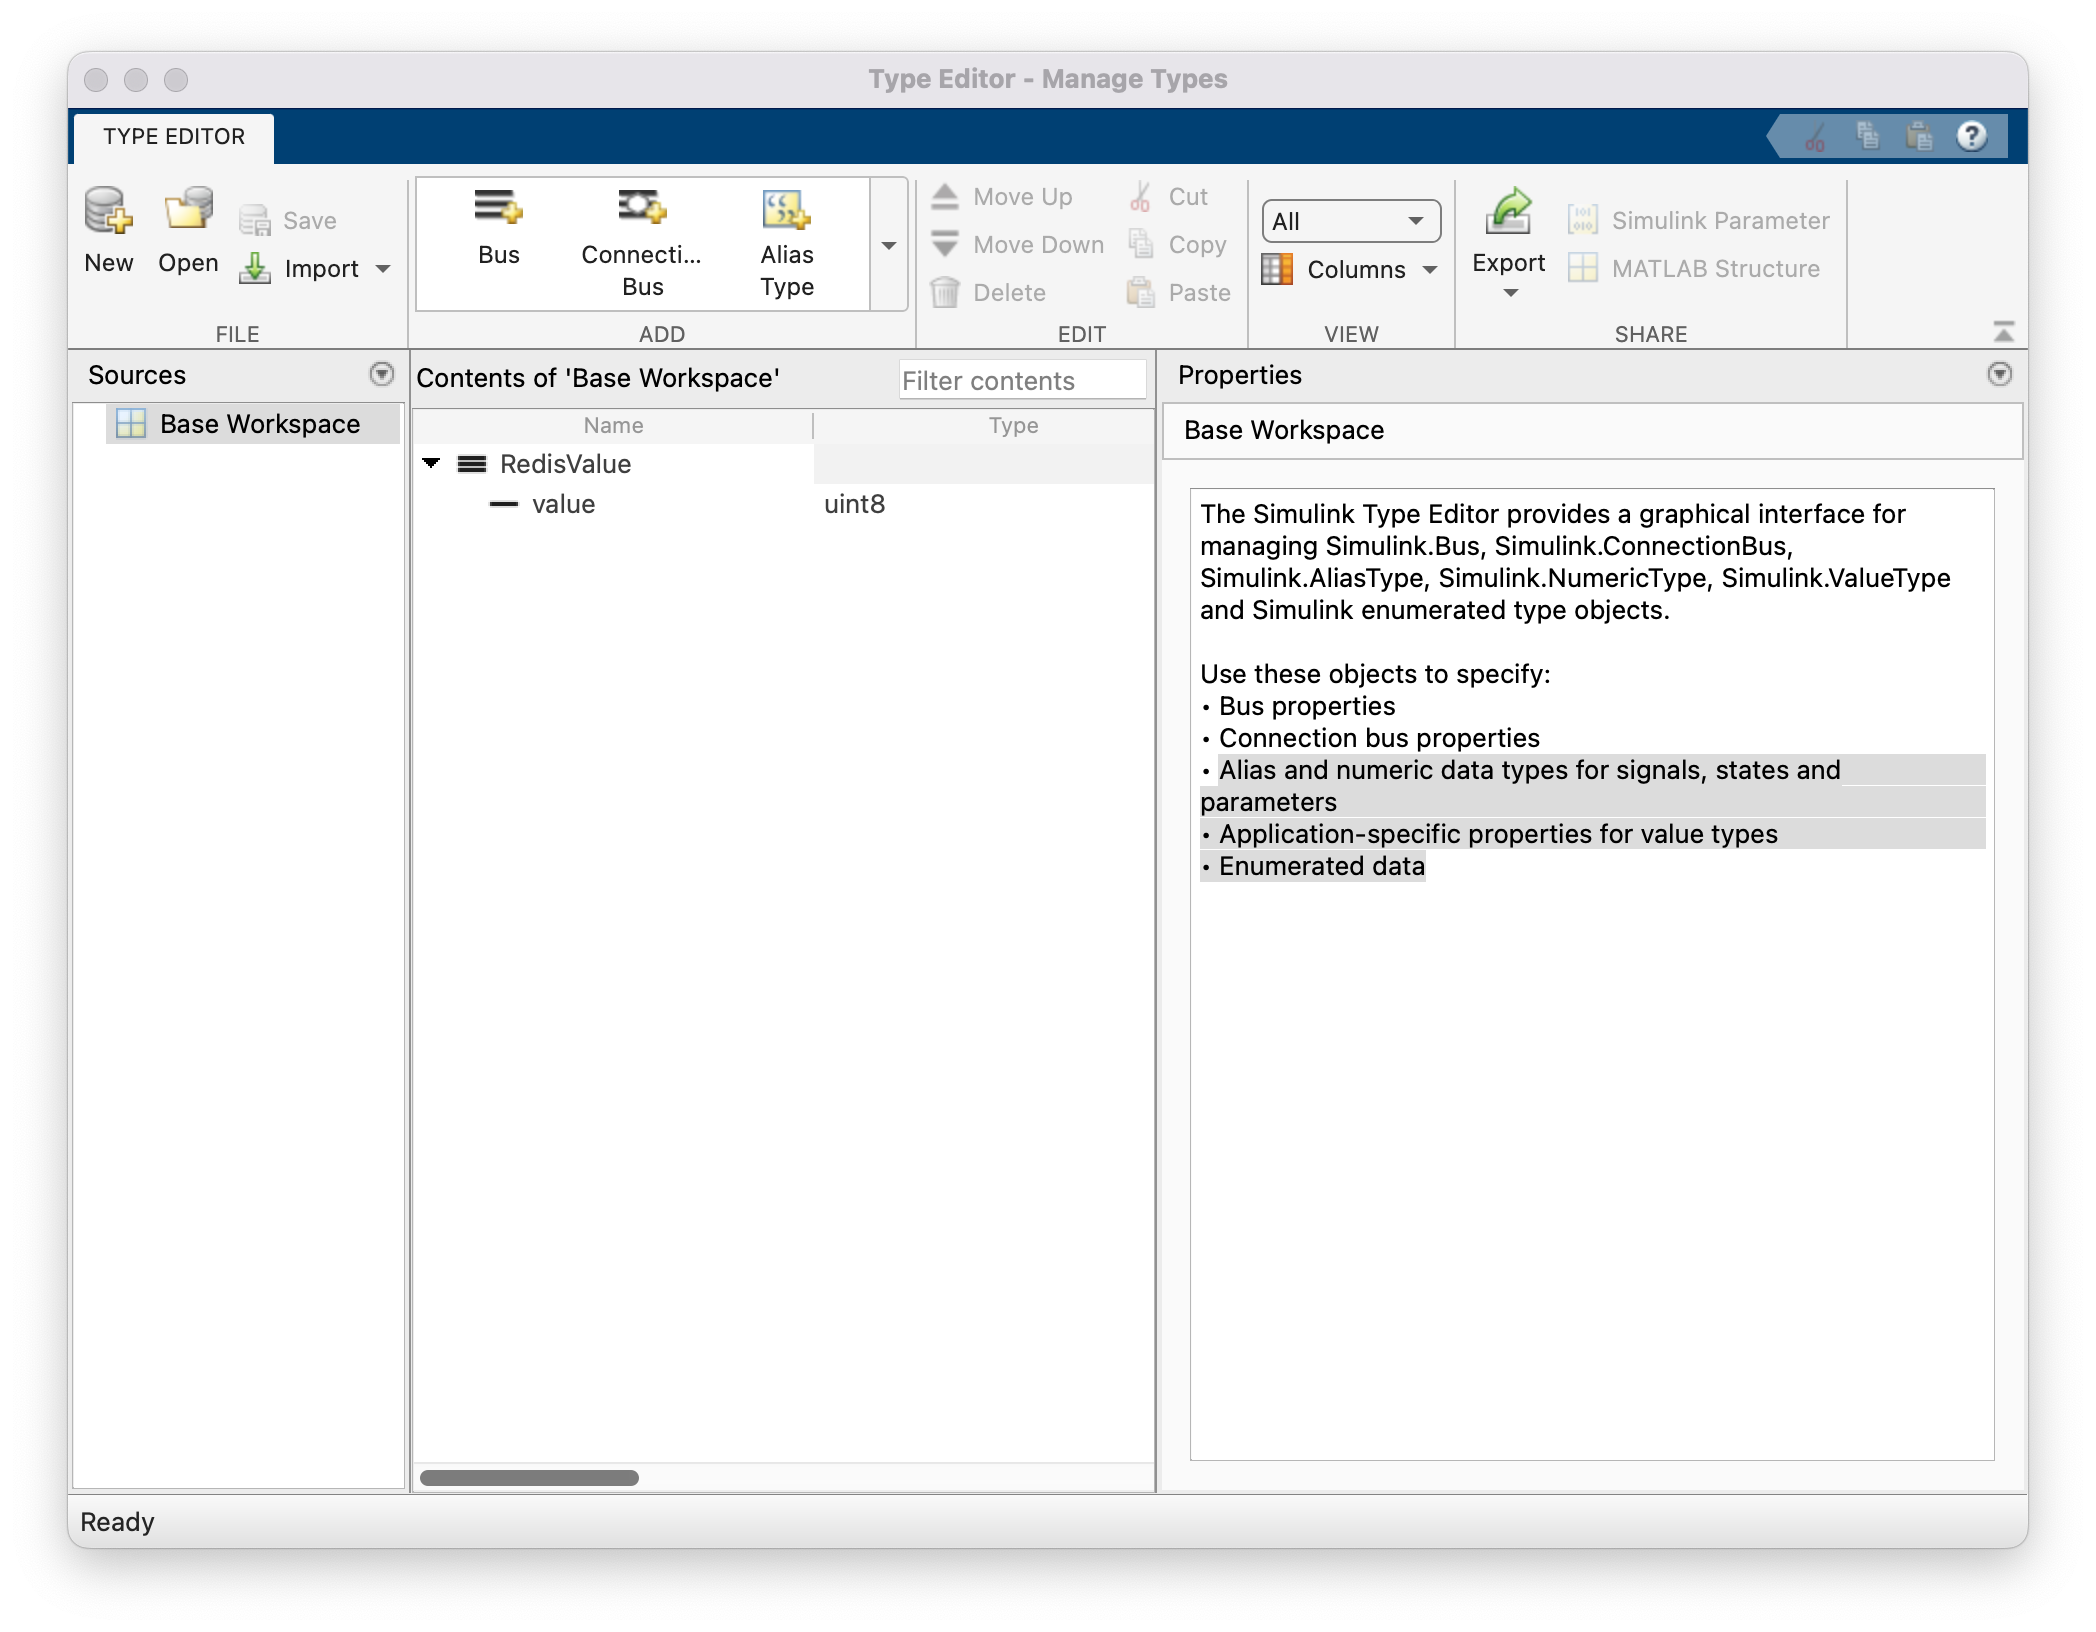 Type Editor - Manage Types
TYPE EDITOR
New
Open
Save
Import
FILE
Bus
Connecti...
Bus
Alias
Type
ADD
Move Up
Move Down
Delete
Cut
Copy
Paste
EDIT
All
Columns
VIEW
Export
Simulink Parameter
MATLAB Structure
SHARE
Sources
Base Workspace
Contents of 'Base Workspace'
Filter contents
Name
Type
RedisValue
value
uint8
Properties
Base Workspace
The Simulink Type Editor provides a graphical interface for
managing Simulink.Bus, Simulink.ConnectionBus,
Simulink.AliasType, Simulink.NumericType, Simulink.ValueType
and Simulink enumerated type objects.
Use these objects to specify:
• Bus properties
• Connection bus properties
• Alias and numeric data types for signals, states and
parameters
• Application-specific properties for value types
• Enumerated data
Ready